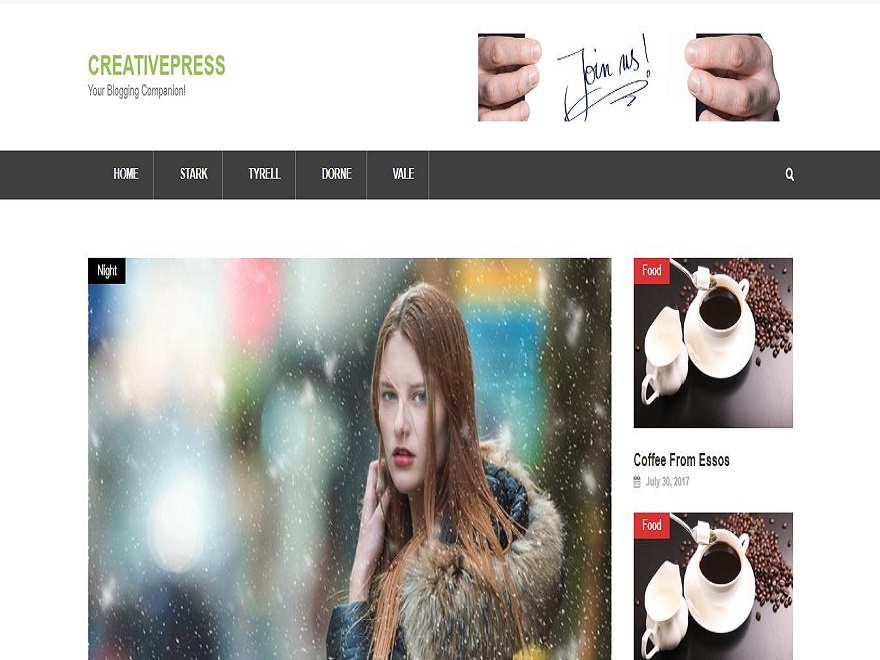 CREATIVEPRESS
Your Blogging Companion!
Join us!
HOME STARK TYRELL DORNE VALE
Night
Food
Coffee From Essos
July 30, 2017
Food